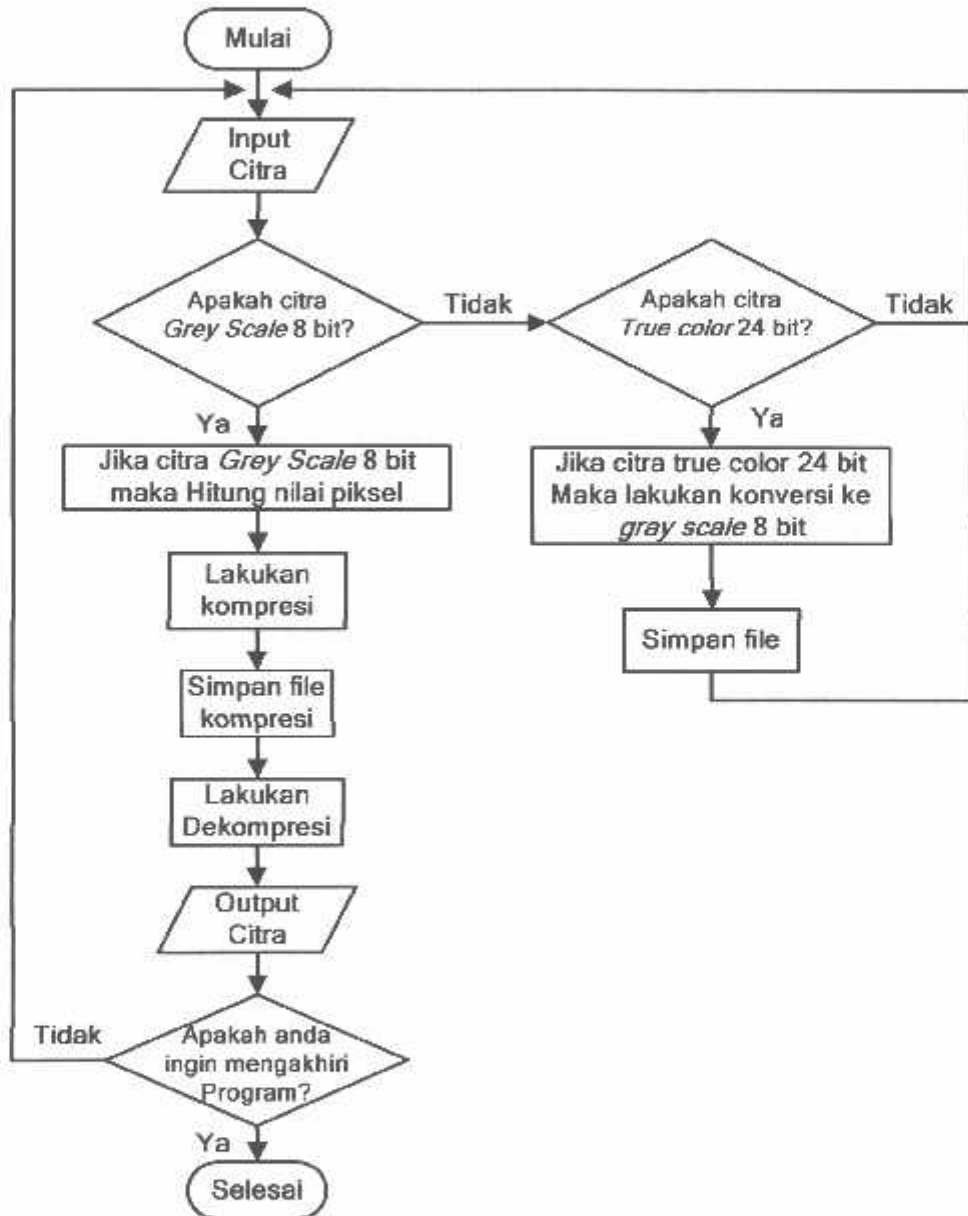 Mulai
Input
Citra
Apakah citra
Grey Scale 8 bit?
Tidak
Apakah citra
True color 24 bit?
Tidak
Ya
Jika citra Grey Scale 8 bit
maka Hitung nilai piksel
Ya
Jika citra true color 24 bit
Maka lakukan konversi ke
gray scale 8 bit
Lakukan
kompresi
Simpan file
Simpan file
kompresi
Lakukan
Dekompresi
Output
Citra
Tidak
Apakah anda
ingin mengakhiri
Program?
Ya
Selesai